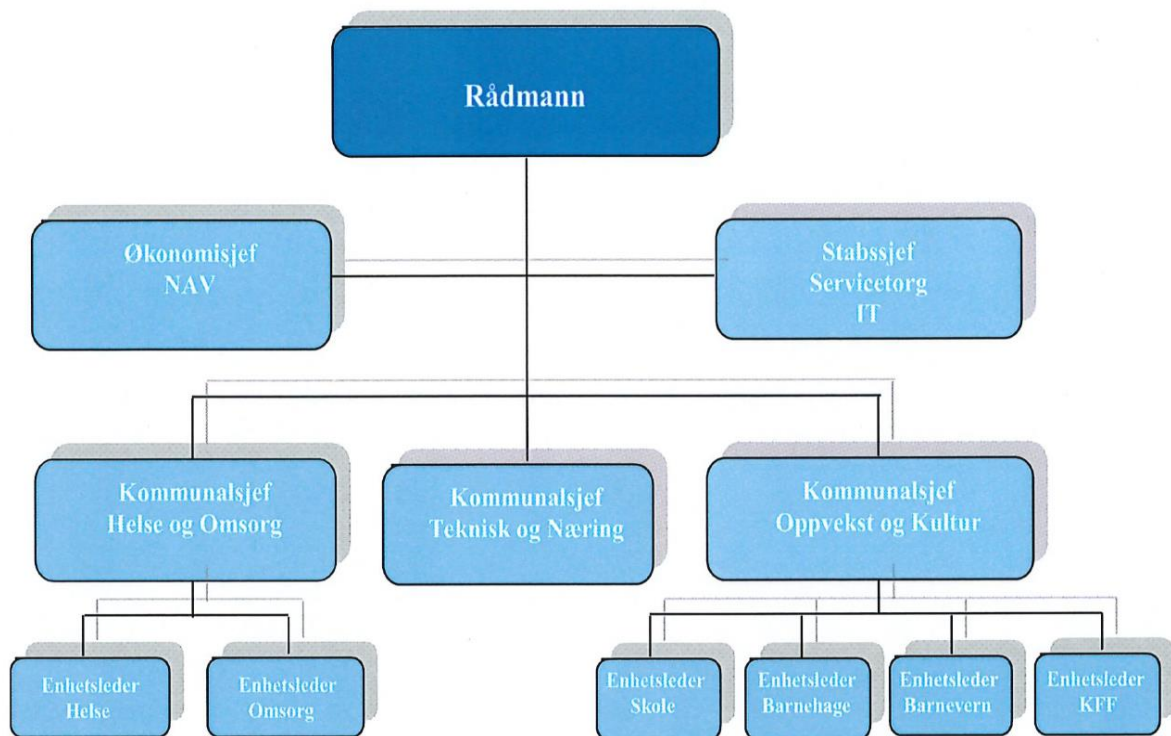 Rådmann
Økonomisjef
NAV
Stabssjef
Servicetorg
IT
Kommunalsjef
Helse og Omsorg
Kommunalsjef
Teknisk og Næring
Kommunalsjef
Oppvekst og Kultur
Enhetsleder
Helse
Enhetsleder
Omsorg
Enhetsleder
Skole
Enhetsleder
Barnehage
Enhetsleder
Barnevern
Enhetsleder
KFF